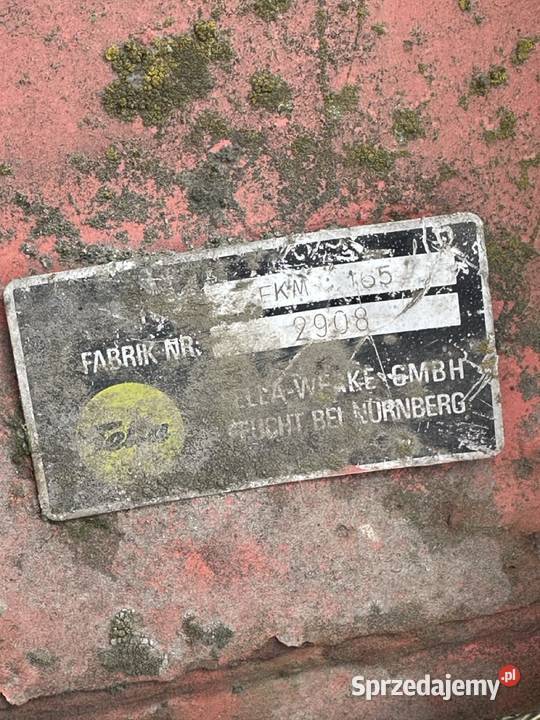 FKM 165
FABRIK NR. 2908
Fella
FELLA-WERKE GMBH
FEUCHT BEI NÜRNBERG
Sprzedajemy.pl